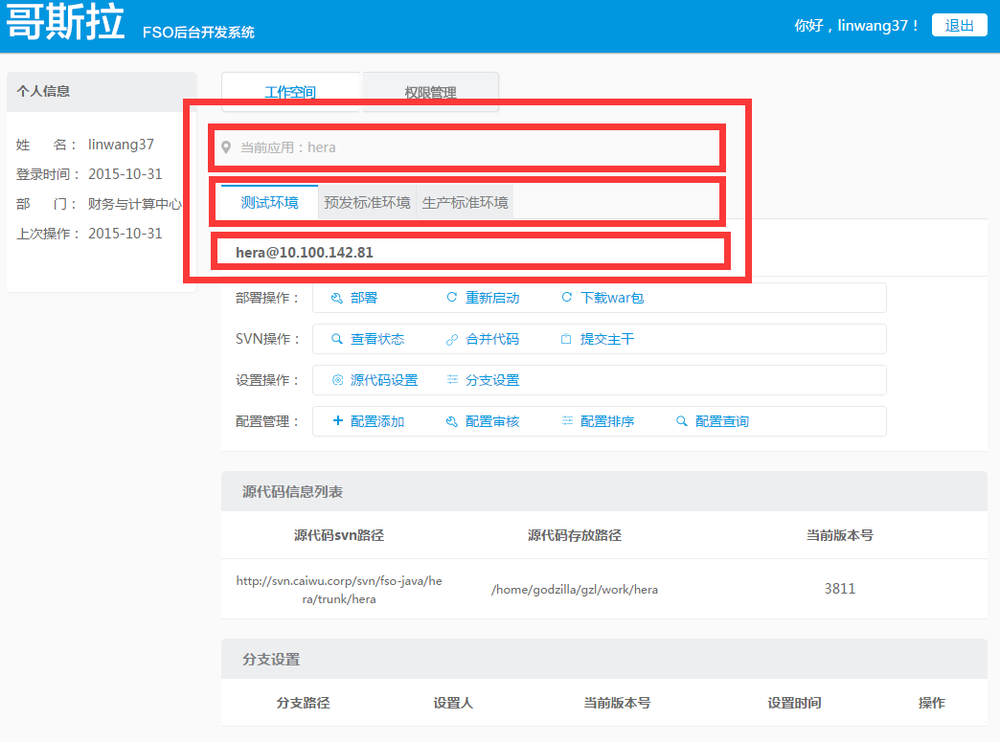 哥斯拉 FSO后台开发系统 你好，linwang37！ 退出
个人信息
姓 名： linwang37
登录时间： 2015-10-31
部 门： 财务与计算中心
上次操作： 2015-10-31
工作空间 权限管理
当前应用：hera
测试环境 预发标准环境 生产标准环境
hera@10.100.142.81
部署操作： 部署 重新启动 下载war包
SVN操作： 查看状态 合并代码 提交主干
设置操作： 源代码设置 分支设置
配置管理： 配置添加 配置审核 配置排序 配置查询
源代码信息列表
源代码svn路径 源代码存放路径 当前版本号
http://svn.caiwu.corp/svn/fso-java/he
ra/trunk/hera
/home/godzilla/gzl/work/hera 3811
分支设置
分支路径 设置人 当前版本号 设置时间 操作